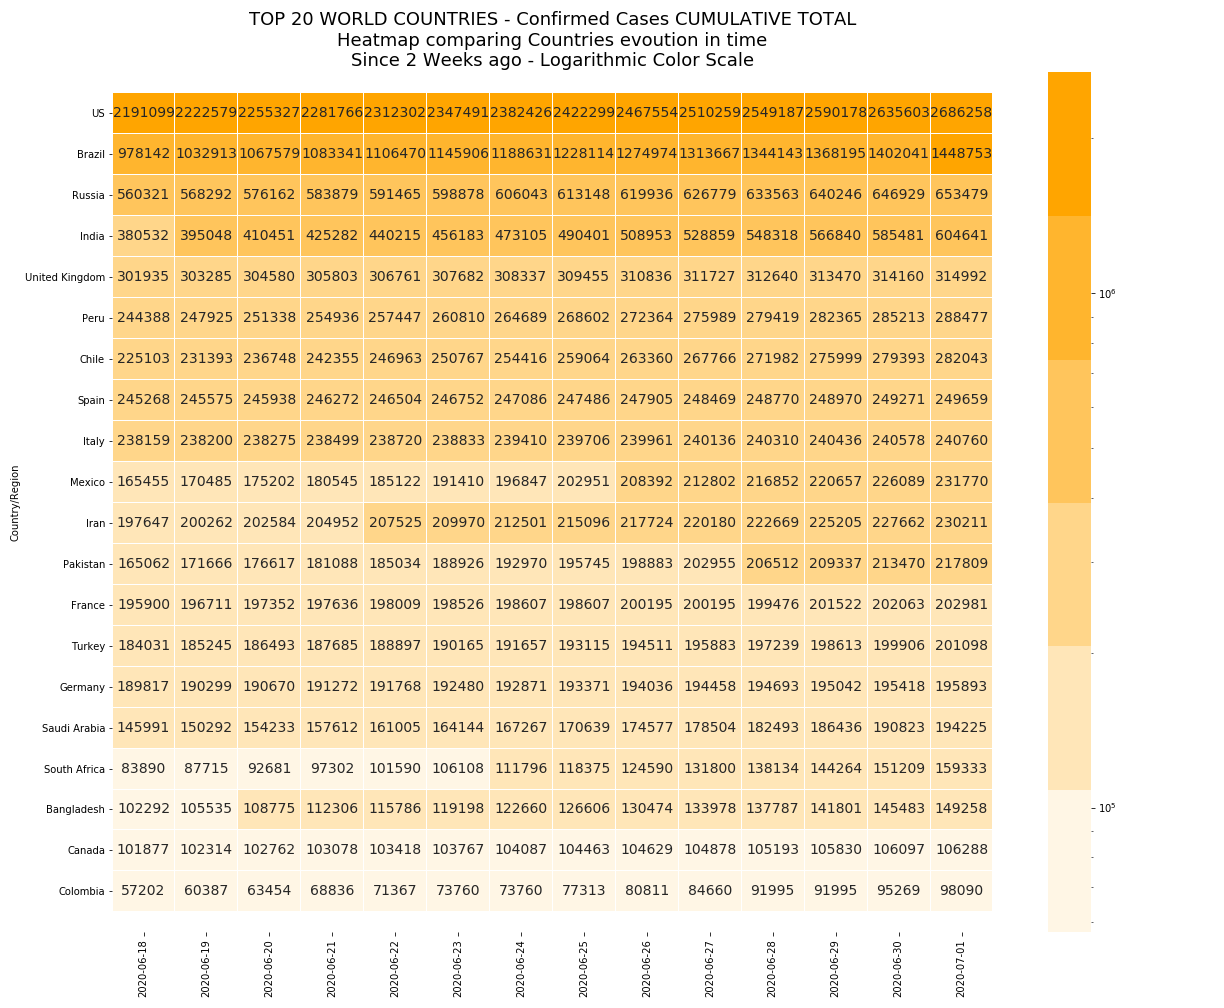 TOP 20 WORLD COUNTRIES - Confirmed Cases CUMULATIVE TOTAL
Heatmap comparing Countries evoution in time
Since 2 Weeks ago - Logarithmic Color Scale
Country/Region
US 2191099 2222579 2255327 2281766 2312302 2347491 2382426 2422299 2467554 2510259 2549187 2590178 2635603 2686258
Brazil 978142 1032913 1067579 1083341 1106470 1145906 1188631 1228114 1274974 1313667 1344143 1368195 1402041 1448753
Russia 560321 568292 576162 583879 591465 598878 606043 613148 619936 626779 633563 640246 646929 653479
India 380532 395048 410451 425282 440215 456183 473105 490401 508953 528859 548318 566840 585481 604641
United Kingdom 301935 303285 304580 305803 306761 307682 308337 309455 310836 311727 312640 313470 314160 314992
Peru 244388 247925 251338 254936 257447 260810 264689 268602 272364 275989 279419 282365 285213 288477
Chile 225103 231393 236748 242355 246963 250767 254416 259064 263360 267766 271982 275999 279393 282043
Spain 245268 245575 245938 246272 246504 246752 247086 247486 247905 248469 248770 248970 249271 249659
Italy 238159 238200 238275 238499 238720 238833 239410 239706 239961 240136 240310 240436 240578 240760
Mexico 165455 170485 175202 180545 185122 191410 196847 202951 208392 212802 216852 220657 226089 231770
Iran 197647 200262 202584 204952 207525 209970 212501 215096 217724 220180 222669 225205 227662 230211
Pakistan 165062 171666 176617 181088 185034 188926 192970 195745 198883 202955 206512 209337 213470 217809
France 195900 196711 197352 197636 198009 198526 198607 198607 200195 200195 199476 201522 202063 202981
Turkey 184031 185245 186493 187685 188897 190165 191657 193115 194511 195883 197239 198613 199906 201098
Germany 189817 190299 190670 191272 191768 192480 192871 193371 194036 194458 194693 195042 195418 195893
Saudi Arabia 145991 150292 154233 157612 161005 164144 167267 170639 174577 178504 182493 186436 190823 194225
South Africa 83890 87715 92681 97302 101590 106108 111796 118375 124590 131800 138134 144264 151209 159333
Bangladesh 102292 105535 108775 112306 115786 119198 122660 126606 130474 133978 137787 141801 145483 149258
Canada 101877 102314 102762 103078 103418 103767 104087 104463 104629 104878 105193 105830 106097 106288
Colombia 57202 60387 63454 68836 71367 73760 73760 77313 80811 84660 91995 91995 95269 98090
2020-06-18 2020-06-19 2020-06-20 2020-06-21 2020-06-22 2020-06-23 2020-06-24 2020-06-25 2020-06-26 2020-06-27 2020-06-28 2020-06-29 2020-06-30 2020-07-01
10⁶
10⁵